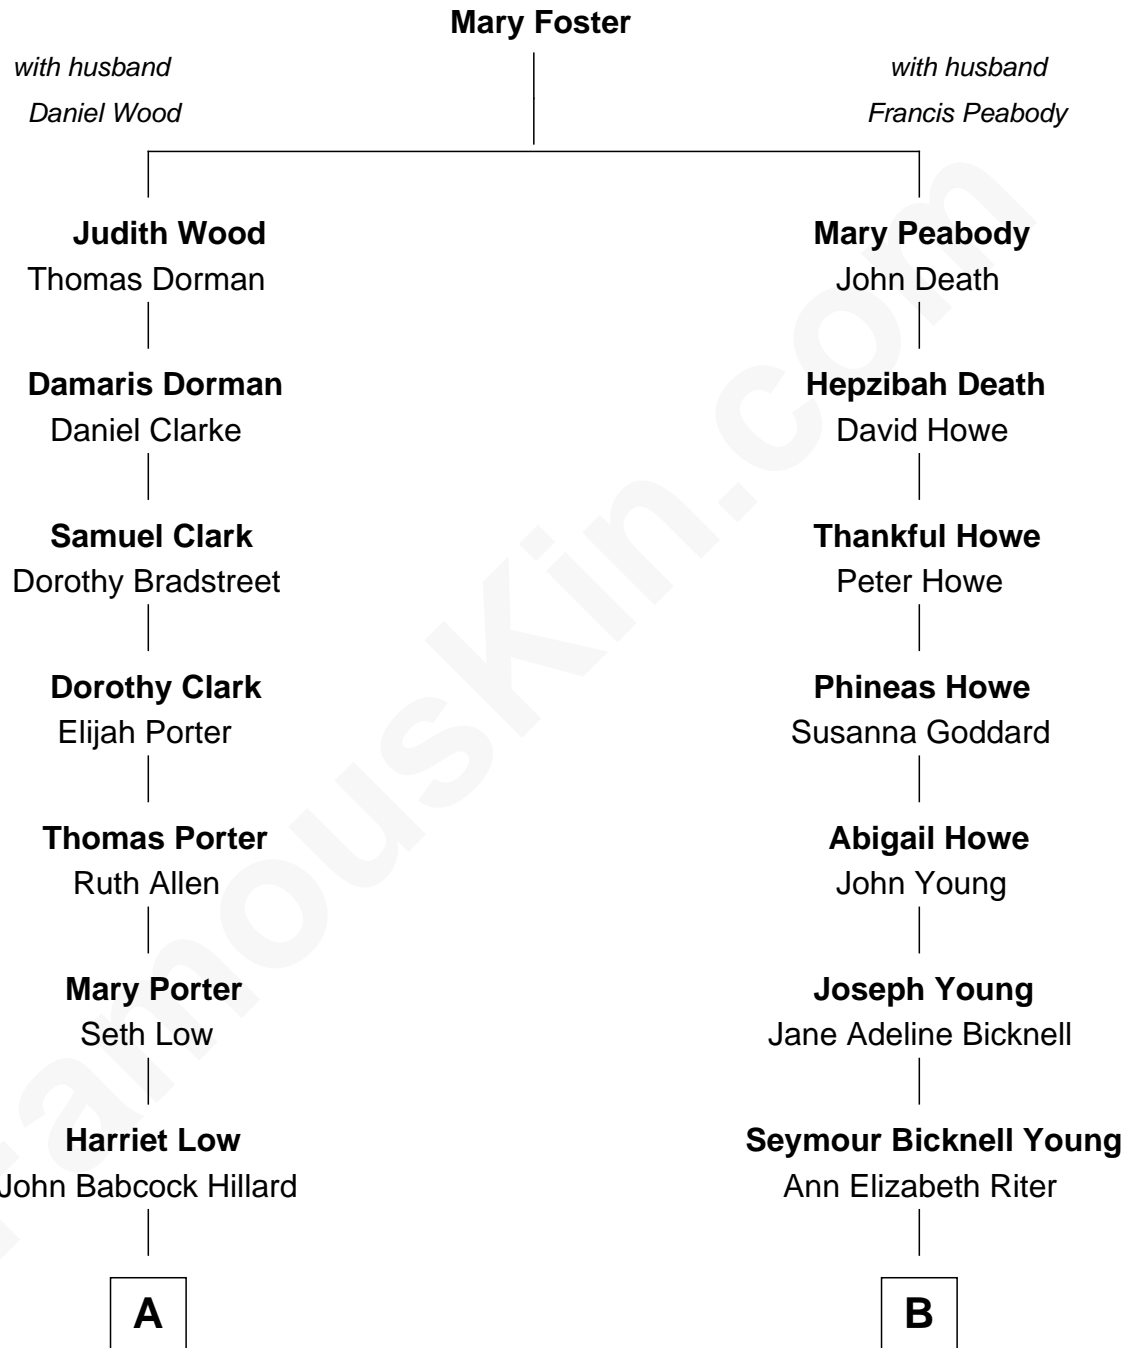 Mary Foster
with husband
Daniel Wood
with husband
Francis Peabody
Judith Wood
Thomas Dorman
Mary Peabody
John Death
Damaris Dorman
Daniel Clarke
Hepzibah Death
David Howe
Samuel Clark
Dorothy Bradstreet
Thankful Howe
Peter Howe
Dorothy Clark
Elijah Porter
Phineas Howe
Susanna Goddard
Thomas Porter
Ruth Allen
Abigail Howe
John Young
Mary Porter
Seth Low
Joseph Young
Jane Adeline Bicknell
Harriet Low
John Babcock Hillard
Seymour Bicknell Young
Ann Elizabeth Riter
A
B
FamousKin.com